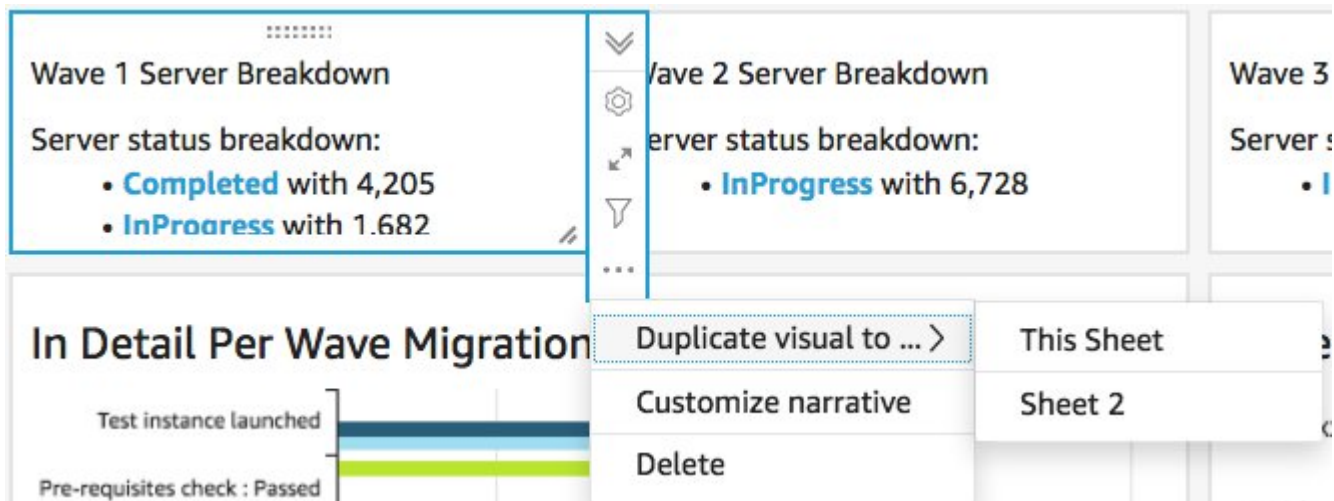 Wave 1 Server Breakdown
Server status breakdown:
• Completed with 4,205
• InProgress with 1,682
Wave 2 Server Breakdown
erver status breakdown:
• InProgress with 6,728
Wave 3
Server s
• I
In Detail Per Wave Migration
Duplicate visual to ...
Customize narrative
Delete
This Sheet
Sheet 2
Test instance launched
Pre-requisites check : Passed